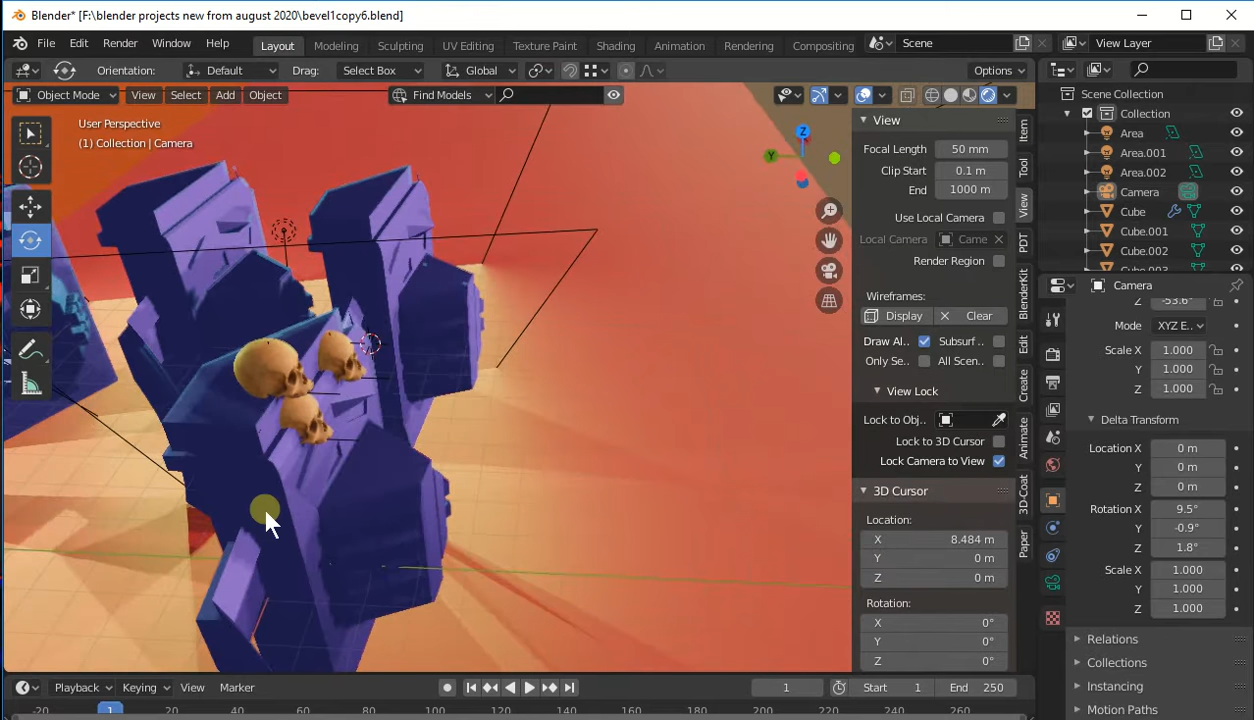 Blender* [F:\blender projects new from august 2020\bevel1copy6.blend]
File Edit Render Window Help Layout Modeling Sculpting UV Editing Texture Paint Shading Animation Rendering Compositing Scene View Layer
Orientation: Default Drag: Select Box Global Options
Object Mode View Select Add Object Find Models
User Perspective
(1) Collection | Camera
Z
Y
View
Focal Length 50 mm
Clip Start 0.1 m
End 1000 m
Use Local Camera
Local Camera Came
Render Region
Wireframes:
Display Clear
Draw Al.. Subsurf ..
Only Se.. All Scen..
View Lock
Lock to Obj..
Lock to 3D Cursor
Lock Camera to View
3D Cursor
Location:
X 8.484 m
Y 0 m
Z 0 m
Rotation:
X 0°
Y 0°
Z 0°
Item
Tool
View
PDT
BlenderKit
Edit
Create
Animate
3D-Coat
Paper
Scene Collection
Collection
Area
Area.001
Area.002
Camera
Cube
Cube.001
Cube.002
Cube.003
Camera
Z -53.6°
Mode XYZ E..
Scale X 1.000
Y 1.000
Z 1.000
Delta Transform
Location X 0 m
Y 0 m
Z 0 m
Rotation X 9.5°
Y -0.9°
Z 1.8°
Scale X 1.000
Y 1.000
Z 1.000
Relations
Collections
Instancing
Motion Paths
Playback Keying View Marker 1 Start 1 End 250
-20 1 20 40 60 80 100 120 140 160 180 200 220 240 260